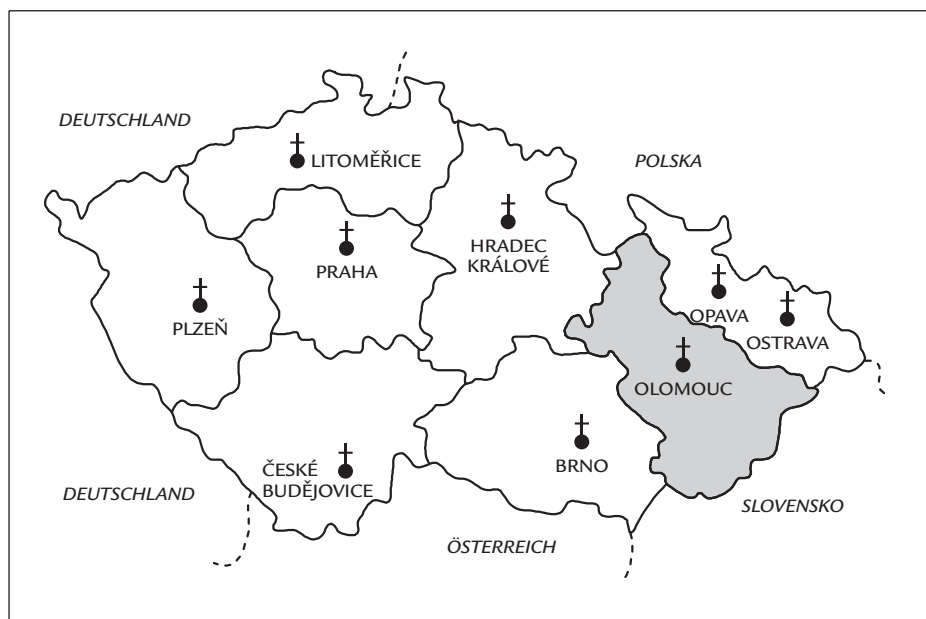 DEUTSCHLAND
LITOMĚŘICE
POLSKA
HRADEC
KRÁLOVÉ
PRAHA
PLZEŇ
OPAVA
OSTRAVA
OLOMOUC
BRNO
ČESKÉ
BUDĚJOVICE
DEUTSCHLAND
SLOVENSKO
ÖSTERREICH